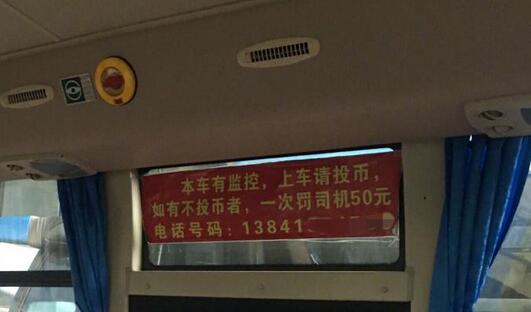 本车有监控，上车请投币，
如有不投币者，一次罚司机50元
电话号码：13841